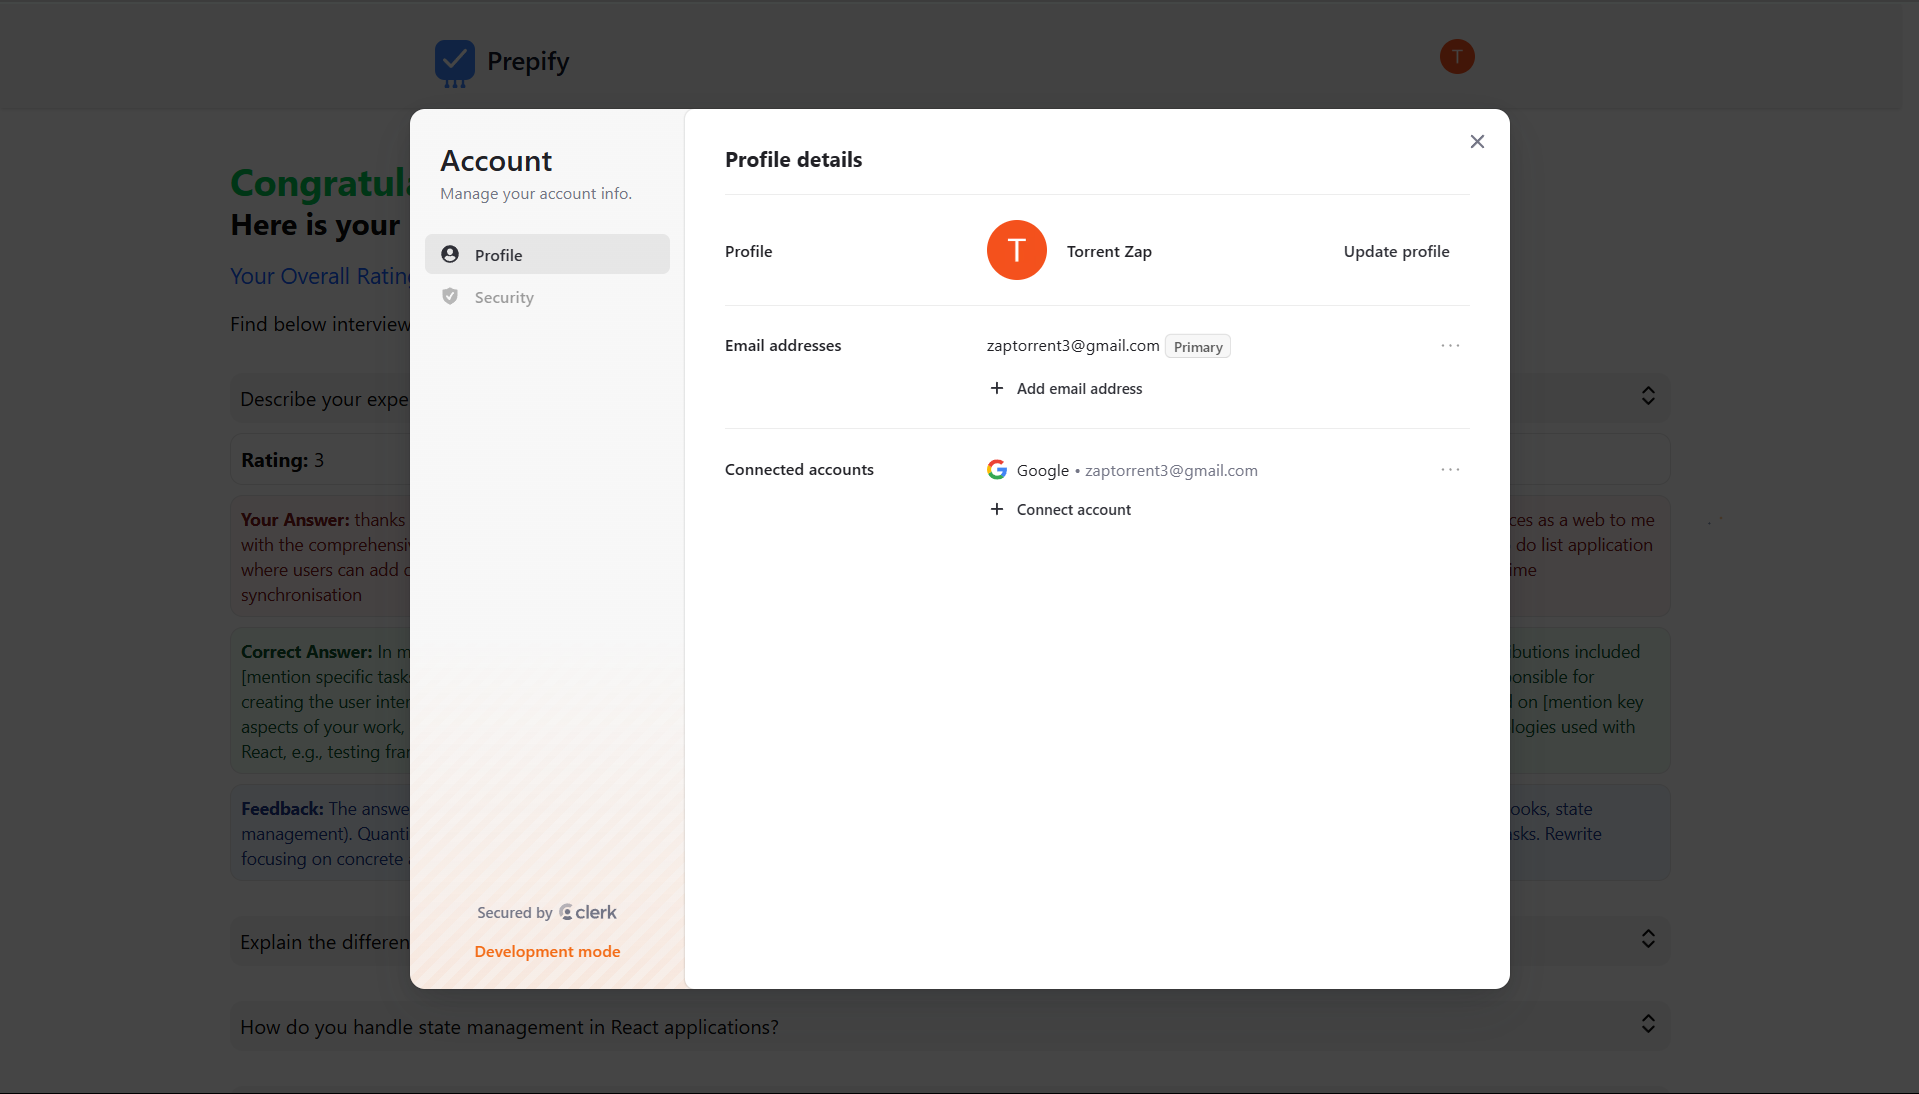 Prepify
T
Congratula
Here is your
Your Overall Rating
Find below interview
Describe your expe
Rating: 3
Your Answer: thanks
with the comprehensi
where users can add
synchronisation
ces as a web to me
do list application
ime
Correct Answer: In m
[mention specific task
creating the user inter
aspects of your work,
React, e.g., testing fra
butions included
onsible for
on [mention key
logies used with
Feedback: The answe
management). Quanti
focusing on concrete
ooks, state
sks. Rewrite
Explain the differen
How do you handle state management in React applications?
Account
Manage your account info.
Profile
Security
Secured by clerk
Development mode
Profile details
Profile
T
Torrent Zap
Update profile
Email addresses
zaptorrent3@gmail.com Primary
+ Add email address
Connected accounts
Google • zaptorrent3@gmail.com
+ Connect account